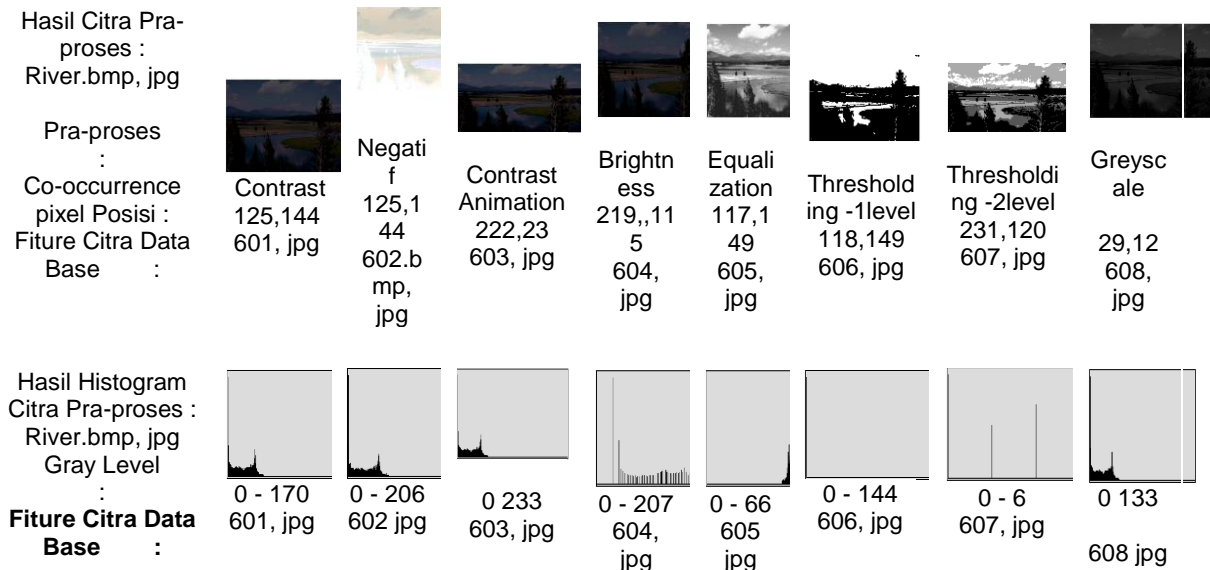 Hasil Citra Pra-
proses :
River.bmp, jpg
Pra-proses
:
Co-occurrence
pixel Posisi :
Fiture Citra Data
Base :
Contrast
125,144
601, jpg
Negati
f
125,1
44
602.b
mp,
jpg
Contrast
Animation
222,23
603, jpg
Brightn
ess
219,,11
5
604,
jpg
Equali
zation
117,1
49
605,
jpg
Threshold
ing -1level
118,149
606, jpg
Thresholdi
ng -2level
231,120
607, jpg
Greysc
ale
29,12
608,
jpg
Hasil Histogram
Citra Pra-proses :
River.bmp, jpg
Gray Level
:
Fiture Citra Data
Base :
0 - 170
601, jpg
0 - 206
602 jpg
0 233
603, jpg
0 - 207
604,
jpg
0 - 66
605
jpg
0 - 144
606, jpg
0 - 6
607, jpg
0 133
608 jpg